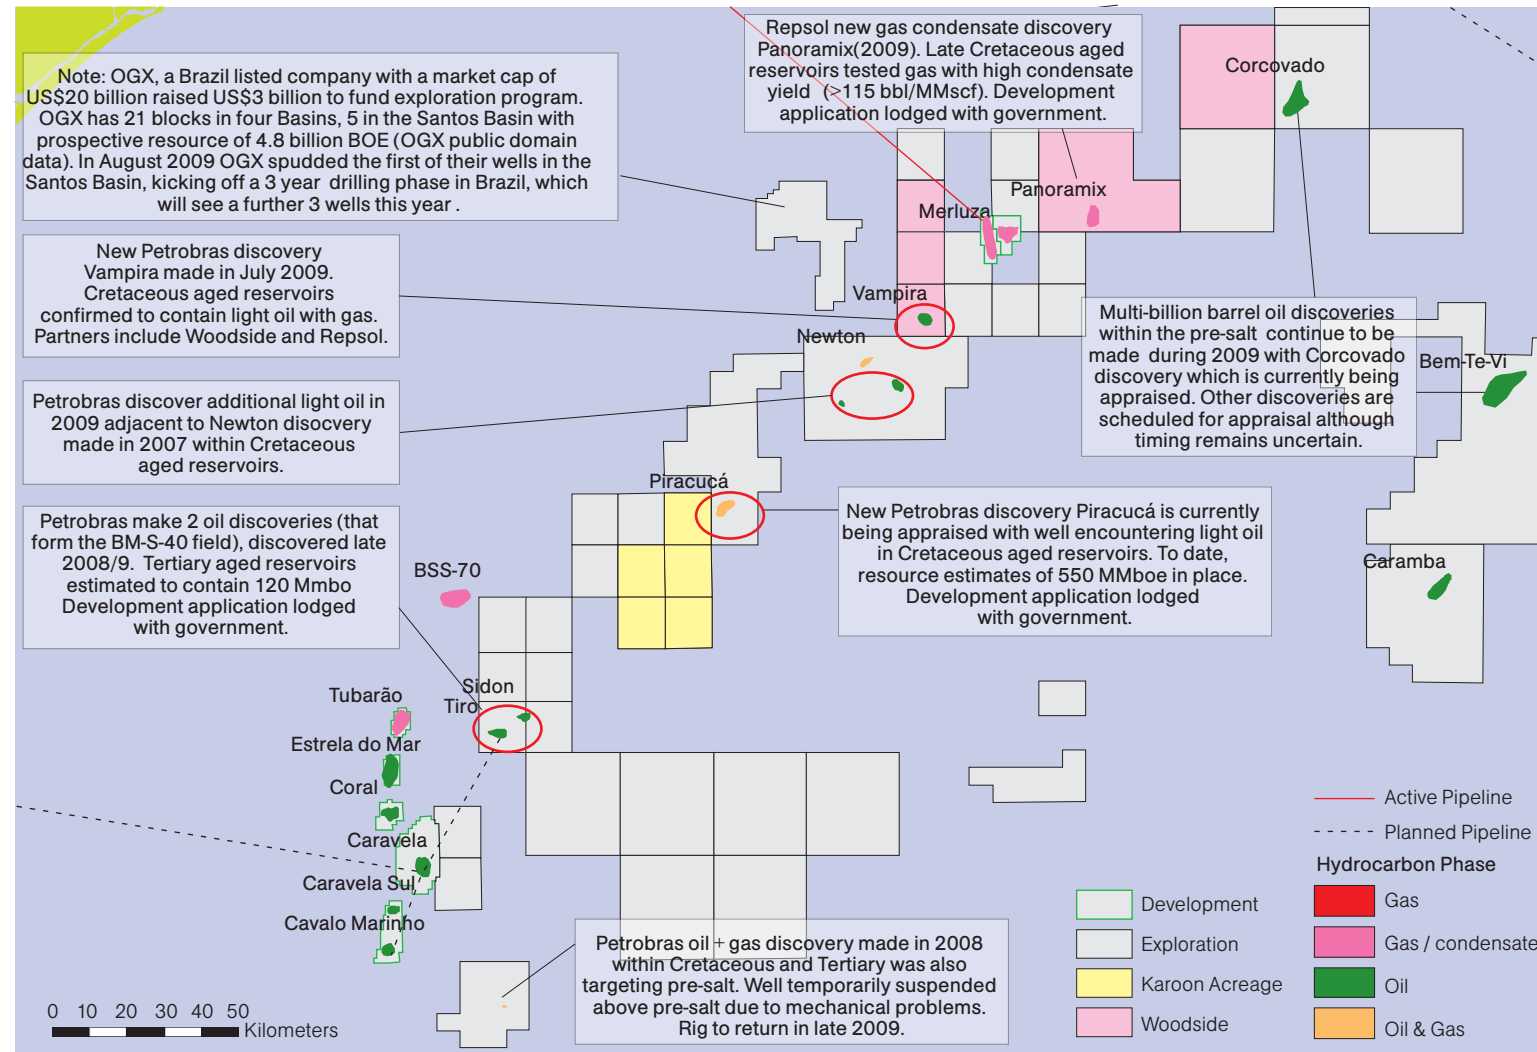 Note: OGX, a Brazil listed company with a market cap of
US$20 billion raised US$3 billion to fund exploration program.
OGX has 21 blocks in four Basins, 5 in the Santos Basin with
prospective resource of 4.8 billion BOE (OGX public domain
data). In August 2009 OGX spudded the first of their wells in the
Santos Basin, kicking off a 3 year drilling phase in Brazil, which
will see a further 3 wells this year .
Repsol new gas condensate discovery
Panoramix(2009). Late Cretaceous aged
reservoirs tested gas with high condensate
yield (>115 bbl/MMscf). Development
application lodged with government.
Corcovado
Panoramix
Merluza
New Petrobras discovery
Vampira made in July 2009.
Cretaceous aged reservoirs
confirmed to contain light oil with gas.
Partners include Woodside and Repsol.
Vampira
Newton
Multi-billion barrel oil discoveries
within the pre-salt continue to be
made during 2009 with Corcovado
discovery which is currently being
appraised. Other discoveries are
scheduled for appraisal although
timing remains uncertain.
Bem-Te-Vi
Petrobras discover additional light oil in
2009 adjacent to Newton disocvery
made in 2007 within Cretaceous
aged reservoirs.
Piracucá
New Petrobras discovery Piracucá is currently
being appraised with well encountering light oil
in Cretaceous aged reservoirs. To date,
resource estimates of 550 MMboe in place.
Development application lodged
with government.
Petrobras make 2 oil discoveries (that
form the BM-S-40 field), discovered late
2008/9. Tertiary aged reservoirs
estimated to contain 120 Mmbo
Development application lodged
with government.
BSS-70
Caramba
Sidon
Tiro
Tubarão
Estrela do Mar
Coral
Caravela
Caravela Sul
Cavalo Marinho
Petrobras oil + gas discovery made in 2008
within Cretaceous and Tertiary was also
targeting pre-salt. Well temporarily suspended
above pre-salt due to mechanical problems.
Rig to return in late 2009.
0 10 20 30 40 50
Kilometers
Active Pipeline
Planned Pipeline
Hydrocarbon Phase
Development
Exploration
Karoon Acreage
Woodside
Gas
Gas / condensate
Oil
Oil & Gas